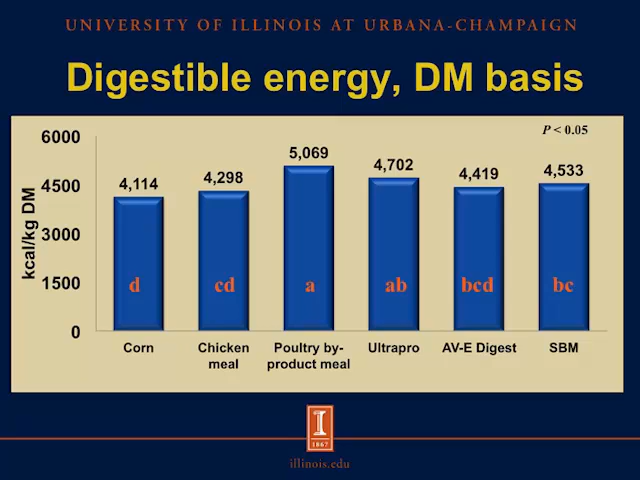 UNIVERSITY OF ILLINOIS AT URBANA-CHAMPAIGN
Digestible energy, DM basis
P < 0.05
kcal/kg DM
6000
4500
3000
1500
0
4,114
4,298
5,069
4,702
4,419
4,533
d
cd
a
ab
bcd
bc
Corn
Chicken
meal
Poultry by-
product meal
Ultrapro
AV-E Digest
SBM
I
1867
illinois.edu